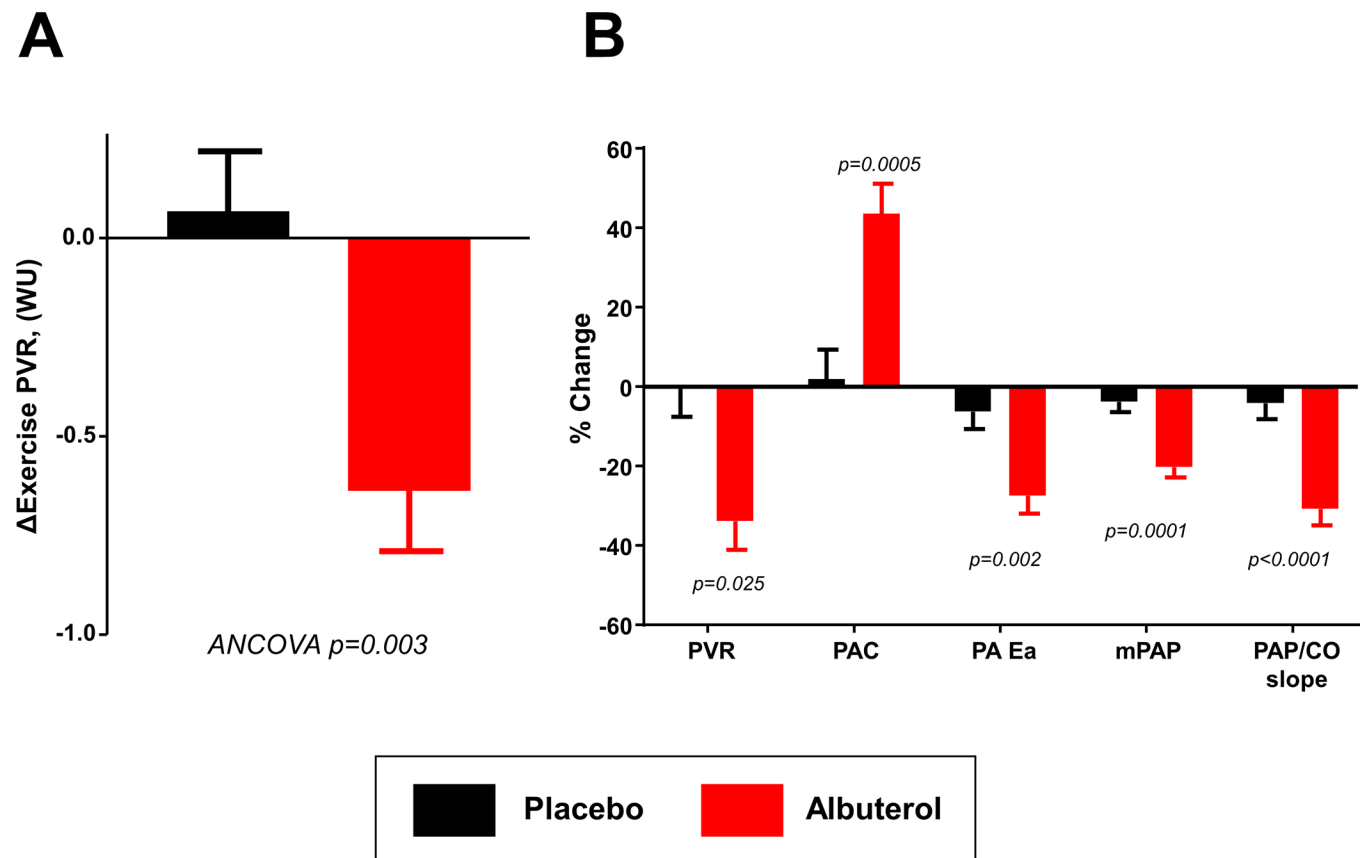 A
B
ΔExercise PVR, (WU)
0.0
-0.5
-1.0
ANCOVA p=0.003
% Change
60
40
20
0
-20
-40
-60
p=0.0005
p=0.025
p=0.002
p=0.0001
p<0.0001
PVR
PAC
PA Ea
mPAP
PAP/CO
slope
Placebo
Albuterol